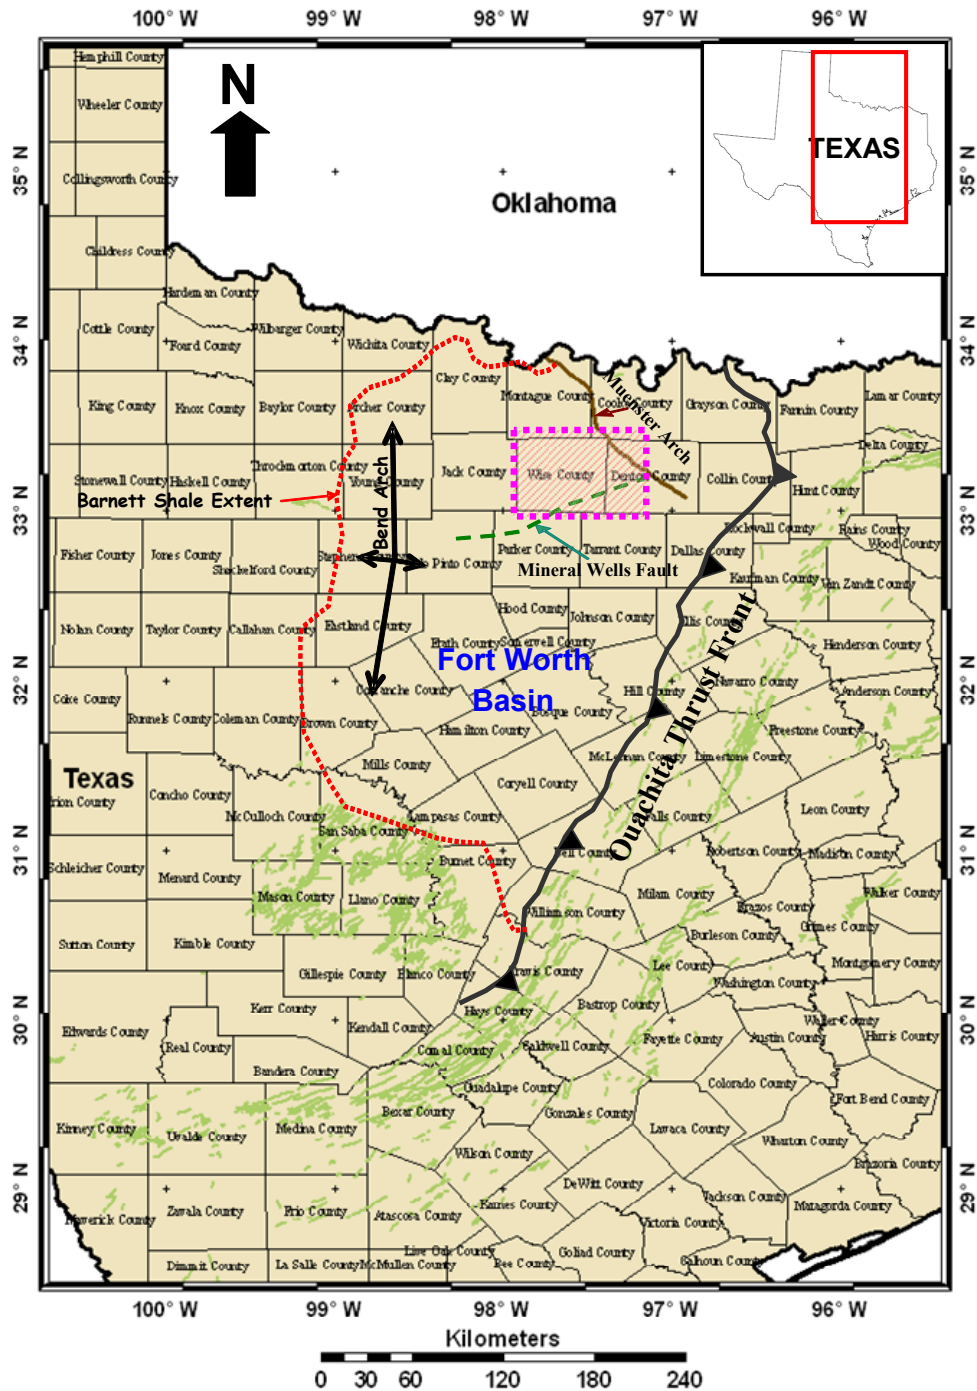 100° W 99° W 98° W 97° W 96° W
N
TEXAS
Oklahoma
35° N 35° N
34° N 34° N
33° N 33° N
32° N 32° N
31° N 31° N
30° N 30° N
29° N 29° N
Hemphill County
Wheeler County
Collingsworth County
Childress County
Hardeman County
Cottle County Foard County Wilbarger County Wichita County
Clay County Montague County Cooke County Grayson County Fannin County Lamar County
King County Knox County Baylor County Archer County
Muenster Arch
Delta County
Stonewall County Haskell County Throckmorton County Young County Jack County Wise County Denton County Collin County Hunt County
Barnett Shale Extent
Bend Arch
Rockwall County Rains County
Wood County
Fisher County Jones County Shackelford County Stephens County Palo Pinto County Parker County Tarrant County Dallas County
Mineral Wells Fault
Kaufman County Van Zandt County
Nolan County Taylor County Callahan County Eastland County Erath County Hood County Somervell County Johnson County Ellis County
Henderson County
Fort Worth
Basin
Ouachita Thrust Front
Coke County Runnels County Coleman County Brown County Comanche County Hamilton County Bosque County Hill County Navarro County Anderson County
Freestone County
Texas
Mills County Coryell County McLennan County Limestone County
Irion County Concho County McCulloch County San Saba County Lampasas County Falls County Leon County
Schleicher County Menard County Burnet County Bell County Robertson County Madison County
Mason County Llano County Milam County Walker County
Williamson County Brazos County Grimes County
Sutton County Kimble County Burleson County
Gillespie County Blanco County Travis County Lee County Washington County Montgomery County
Kerr County Hays County Bastrop County
Edwards County Real County Kendall County Comal County Caldwell County Fayette County Austin County Waller County Harris County
Bandera County Guadalupe County Colorado County Fort Bend County
Kinney County Uvalde County Medina County Bexar County Gonzales County Lavaca County Wharton County
Wilson County Brazoria County
DeWitt County Jackson County Matagorda County
Maverick County Zavala County Frio County Atascosa County Karnes County Victoria County
Live Oak County Goliad County
Dimmit County La Salle County McMullen County Bee County Calhoun County
100° W 99° W 98° W 97° W 96° W
Kilometers
0 30 60 120 180 240